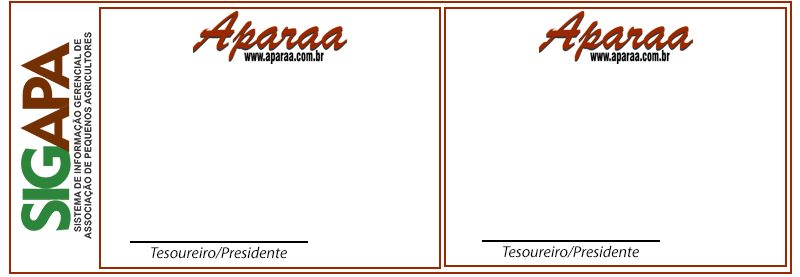 SIGAPA
SISTEMA DE INFORMAÇÃO GERENCIAL DE
ASSOCIAÇÃO DE PEQUENOS AGRICULTORES
Aparaa
www.aparaa.com.br
Tesoureiro/Presidente
Aparaa
www.aparaa.com.br
Tesoureiro/Presidente